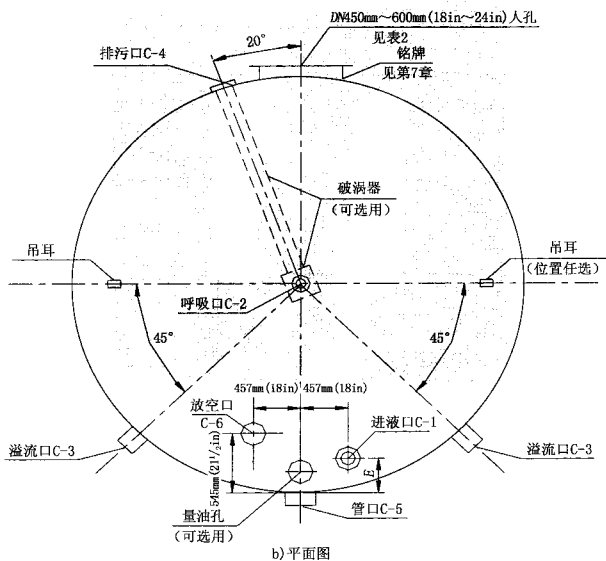 DN450mm～600mm(18in～24in)人孔
见表2
铭牌
见第7章
20°
排污口C-4
破涡器
(可选用)
吊耳
吊耳
(位置任选)
呼吸口C-2
45°
45°
457mm(18in)
457mm(18in)
放空口
C-6
进液口C-1
溢流口C-3
溢流口C-3
545mm(21 1/2in)
E
量油孔
(可选用)
管口C-5
b)平面图